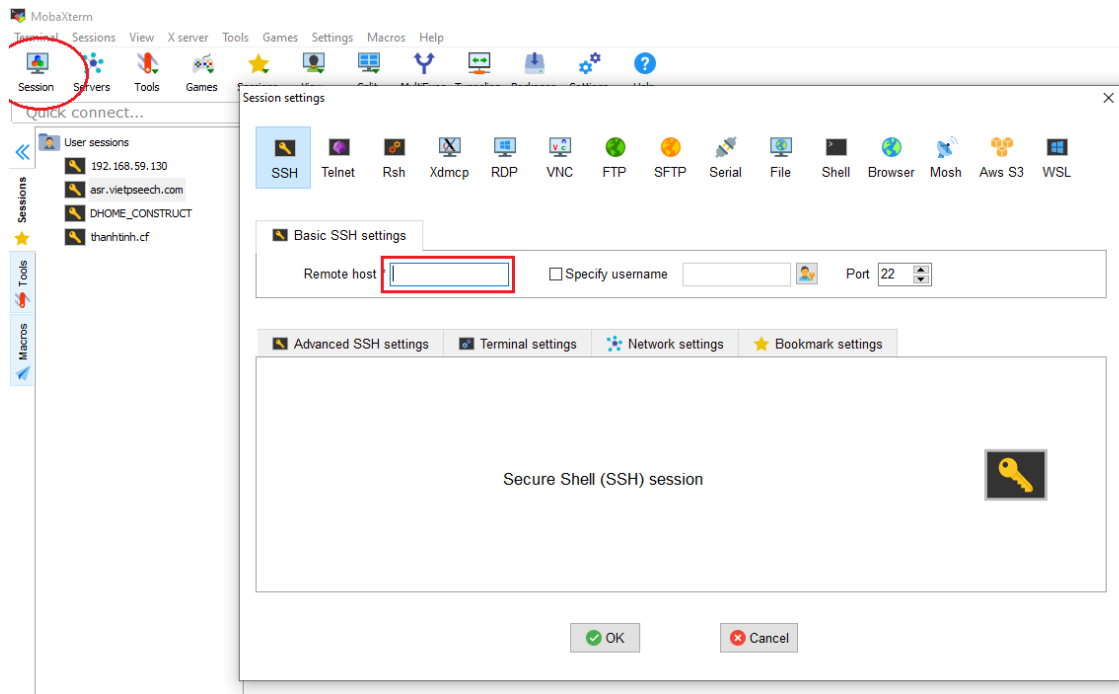 MobaXterm
Terminal Sessions View X server Tools Games Settings Macros Help
Session Servers Tools Games
Quick connect...
User sessions
192.168.59.130
asr.vietpseech.com
DHOME_CONSTRUCT
thanhtinh.cf
Sessions
Tools
Macros
Session settings
SSH Telnet Rsh Xdmcp RDP VNC FTP SFTP Serial File Shell Browser Mosh Aws S3 WSL
Basic SSH settings
Remote host * Specify username Port 22
Advanced SSH settings Terminal settings Network settings Bookmark settings
Secure Shell (SSH) session
OK Cancel